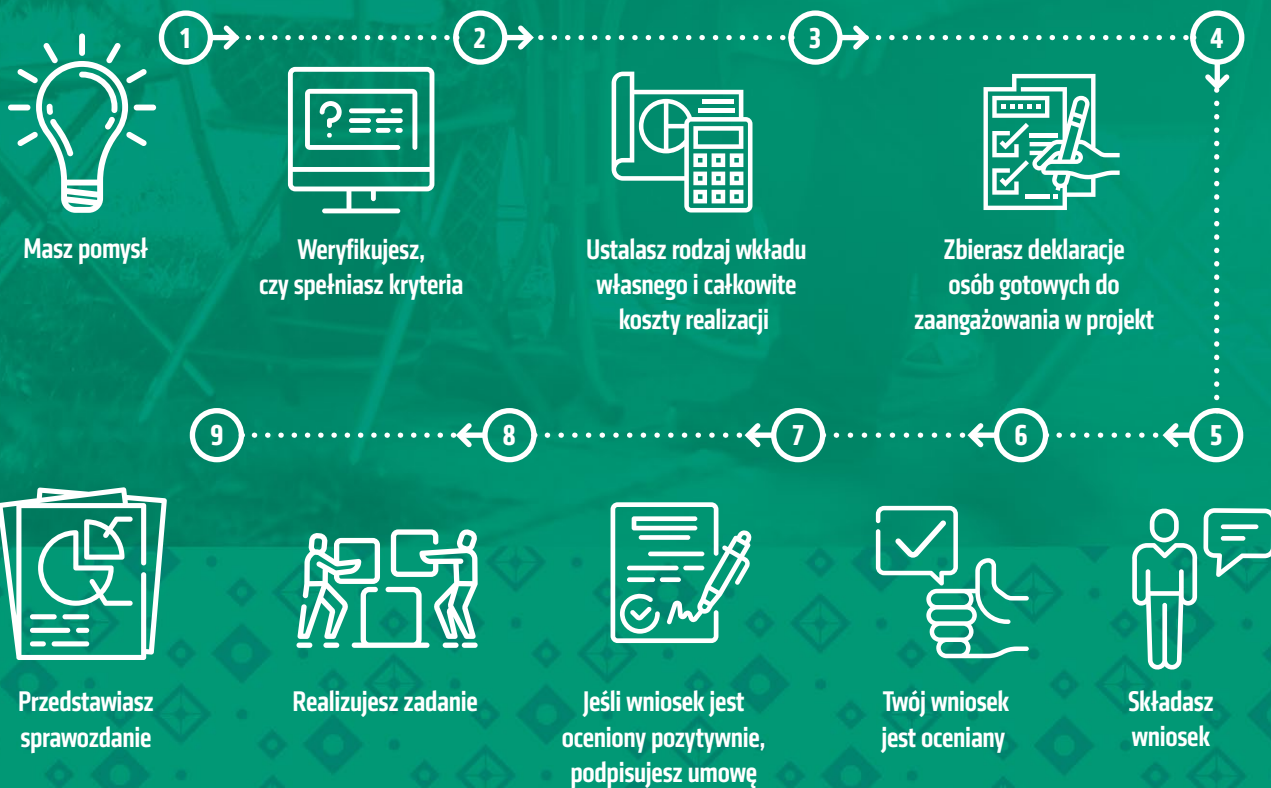 1
2
3
4
?
Masz pomysł
Weryfikujesz,
czy spełniasz kryteria
Ustalasz rodzaj wkładu
własnego i całkowite
koszty realizacji
Zbierasz deklaracje
osób gotowych do
zaangażowania w projekt
9
8
7
6
5
Przedstawiasz
sprawozdanie
Realizujesz zadanie
Jeśli wniosek jest
oceniony pozytywnie,
podpisujesz umowę
Twój wniosek
jest oceniany
Składasz
wniosek